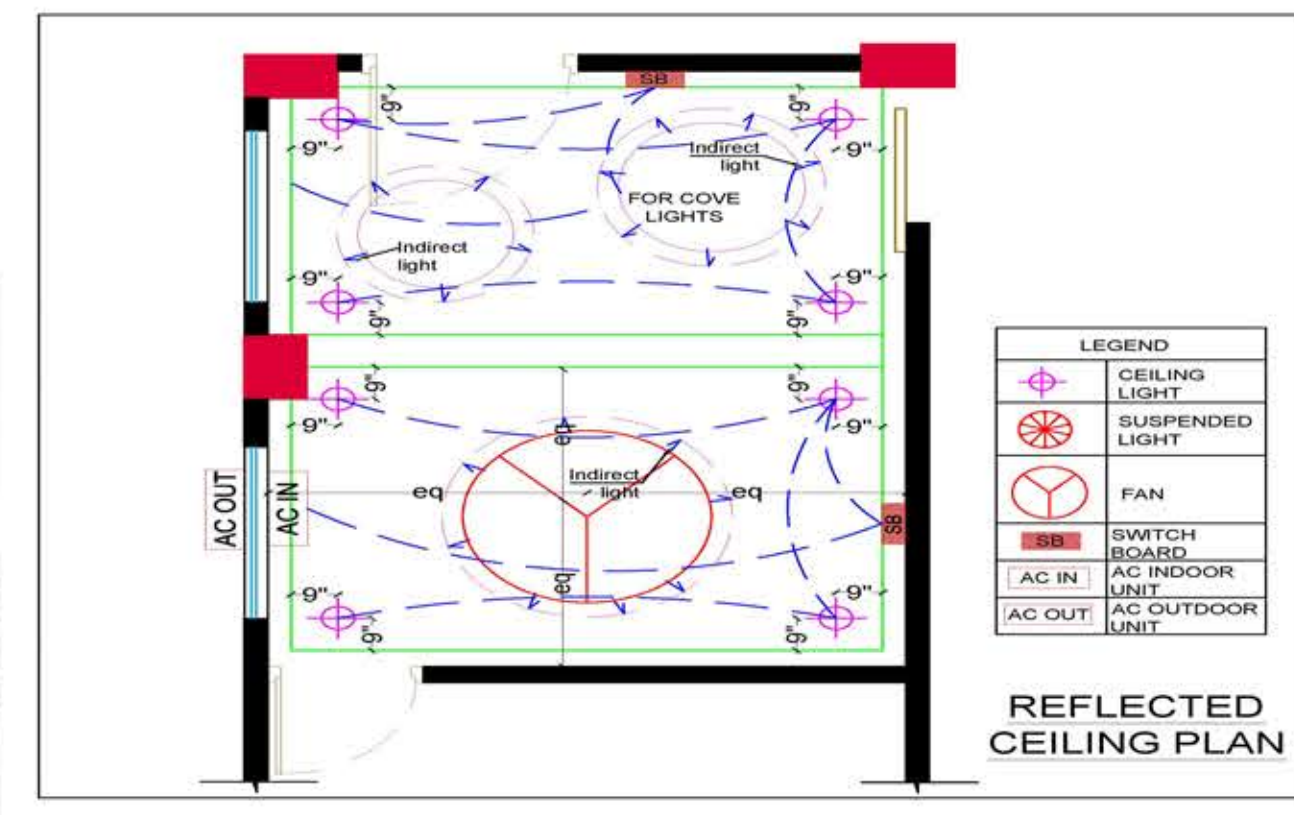 SB
9"
9"
9"
9"
Indirect
light
FOR COVE
LIGHTS
Indirect
light
9"
9"
9"
9"
9"
9"
9"
9"
eq
Indirect
light
eq
eq
AC OUT
AC IN
SB
eq
9"
9"
9"
9"
LEGEND
CEILING
LIGHT
SUSPENDED
LIGHT
FAN
SB
SWITCH
BOARD
AC IN
AC INDOOR
UNIT
AC OUT
AC OUTDOOR
UNIT
REFLECTED
CEILING PLAN